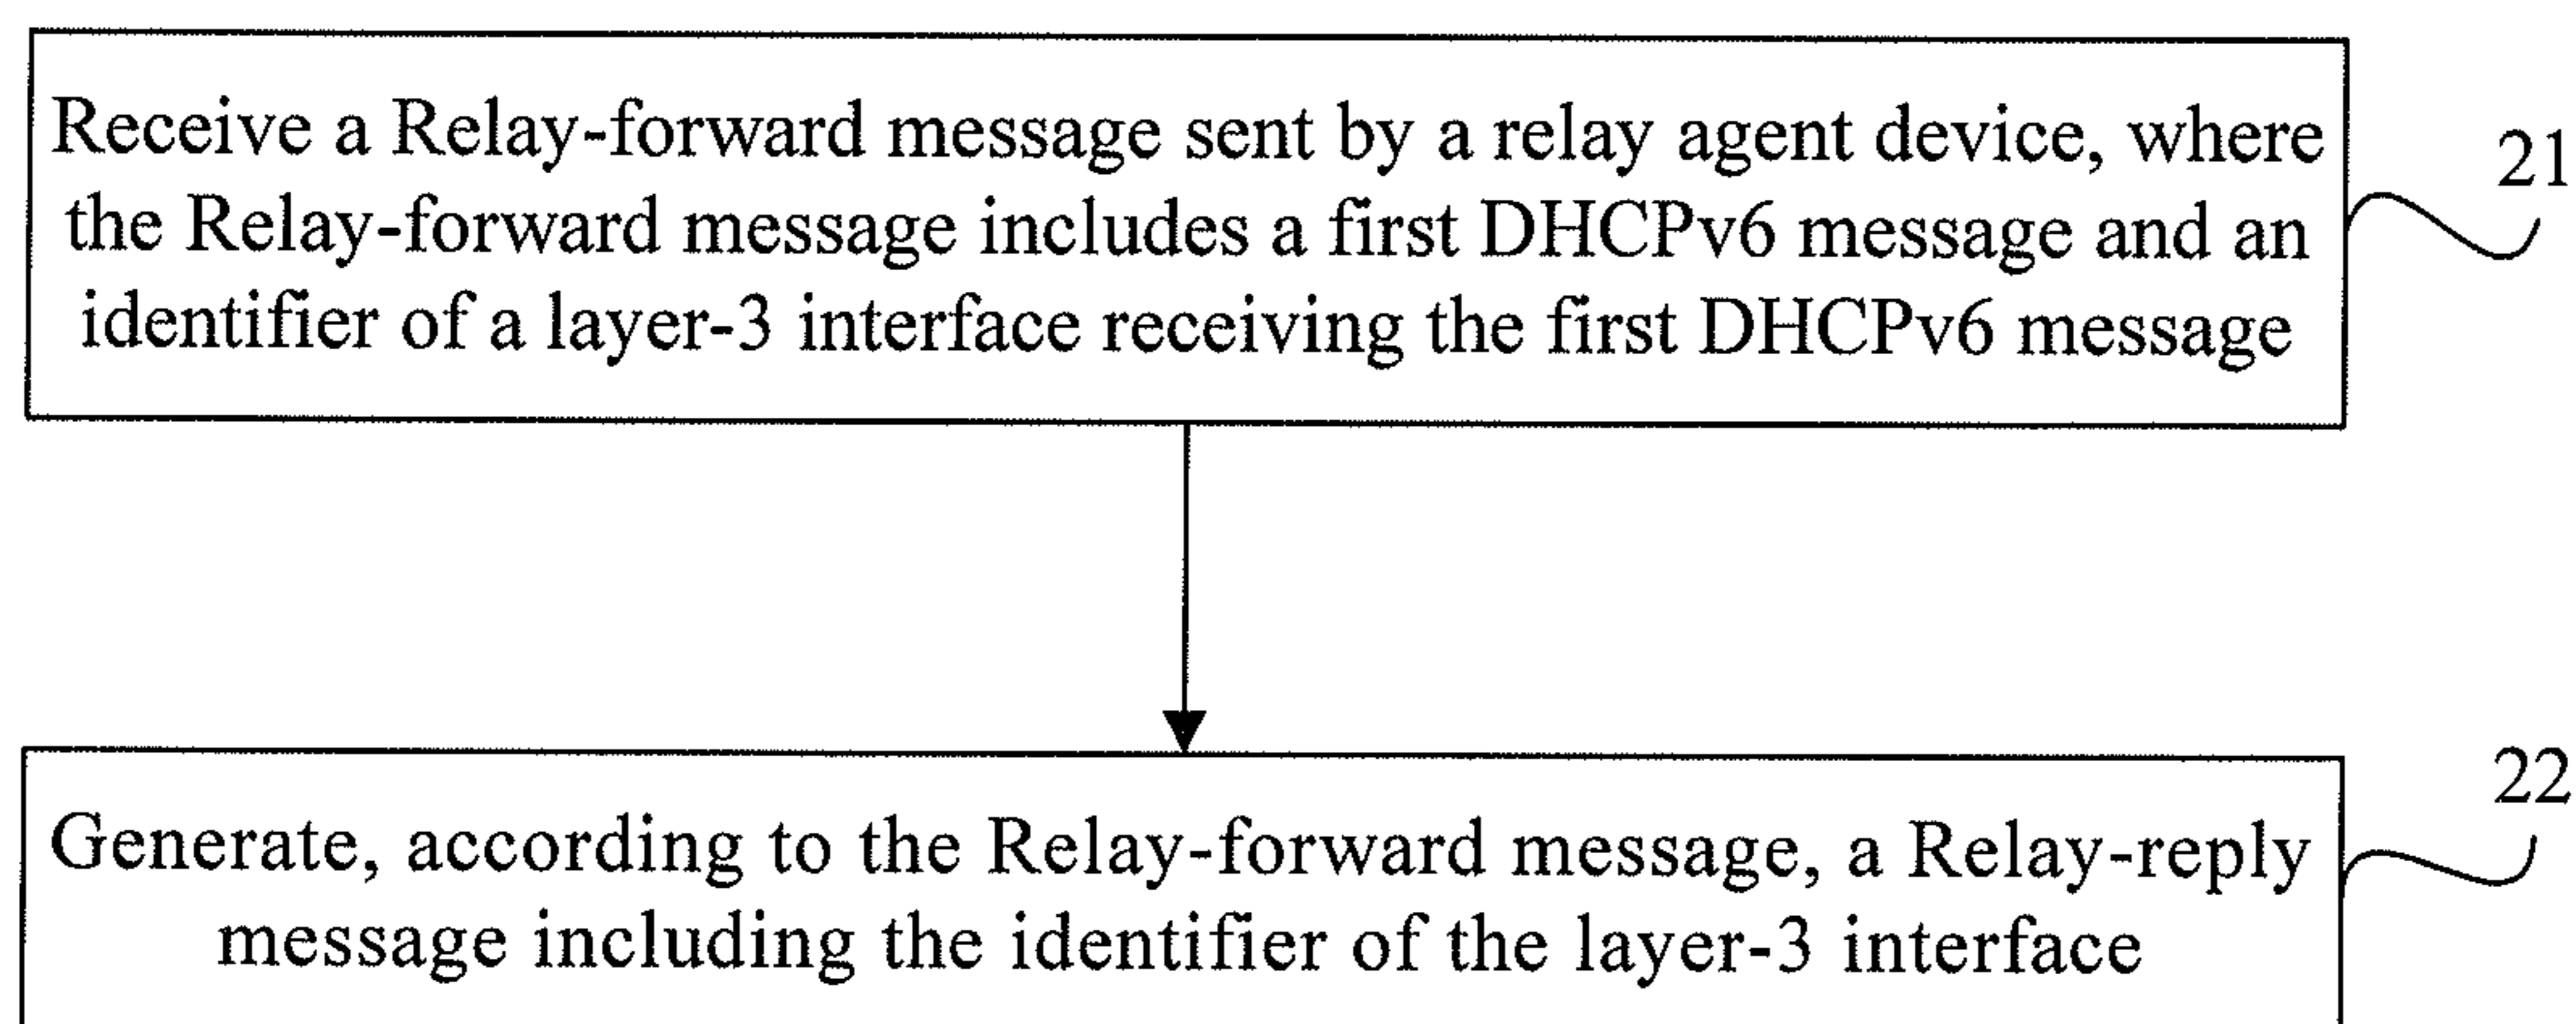 Receive a Relay-forward message sent by a relay agent device, where
the Relay-forward message includes a first DHCPv6 message and an
identifier of a layer-3 interface receiving the first DHCPv6 message
21
Generate, according to the Relay-forward message, a Relay-reply
message including the identifier of the layer-3 interface
22